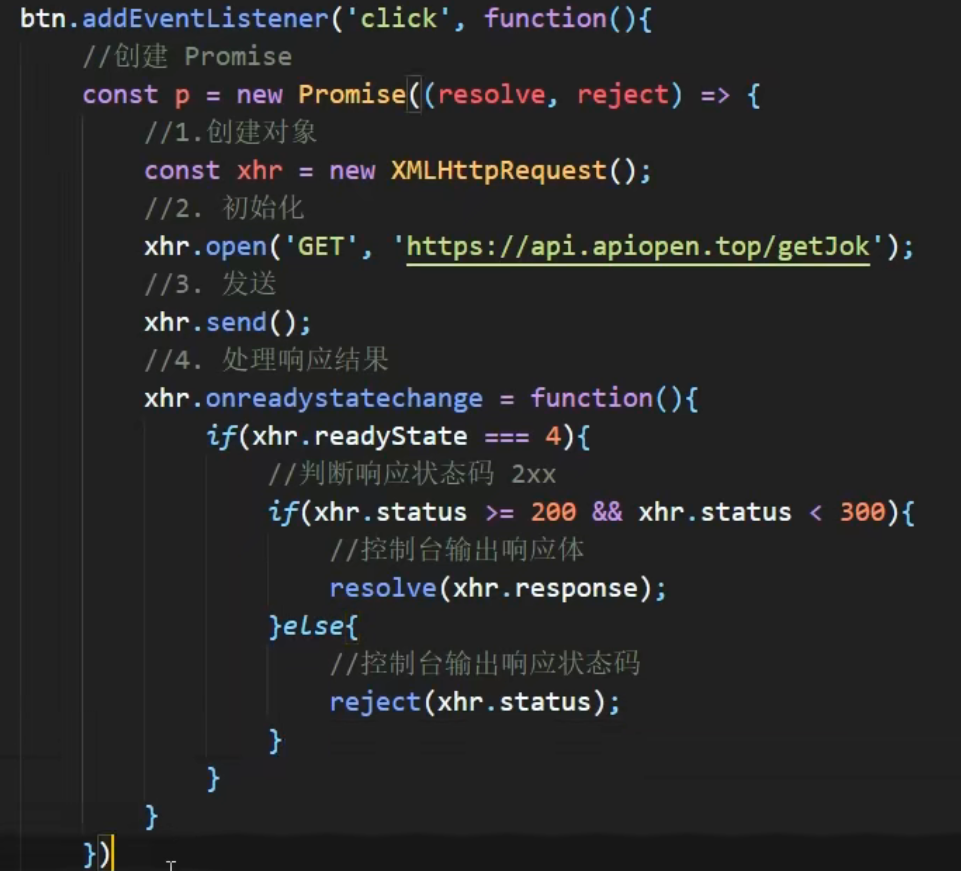 btn.addEventListener('click', function(){
//创建 Promise
const p = new Promise((resolve, reject) => {
//1.创建对象
const xhr = new XMLHttpRequest();
//2. 初始化
xhr.open('GET', 'https://api.apiopen.top/getJok');
//3. 发送
xhr.send();
//4. 处理响应结果
xhr.onreadystatechange = function(){
if(xhr.readyState === 4){
//判断响应状态码 2xx
if(xhr.status >= 200 && xhr.status < 300){
//控制台输出响应体
resolve(xhr.response);
}else{
//控制台输出响应状态码
reject(xhr.status);
}
}
}
})